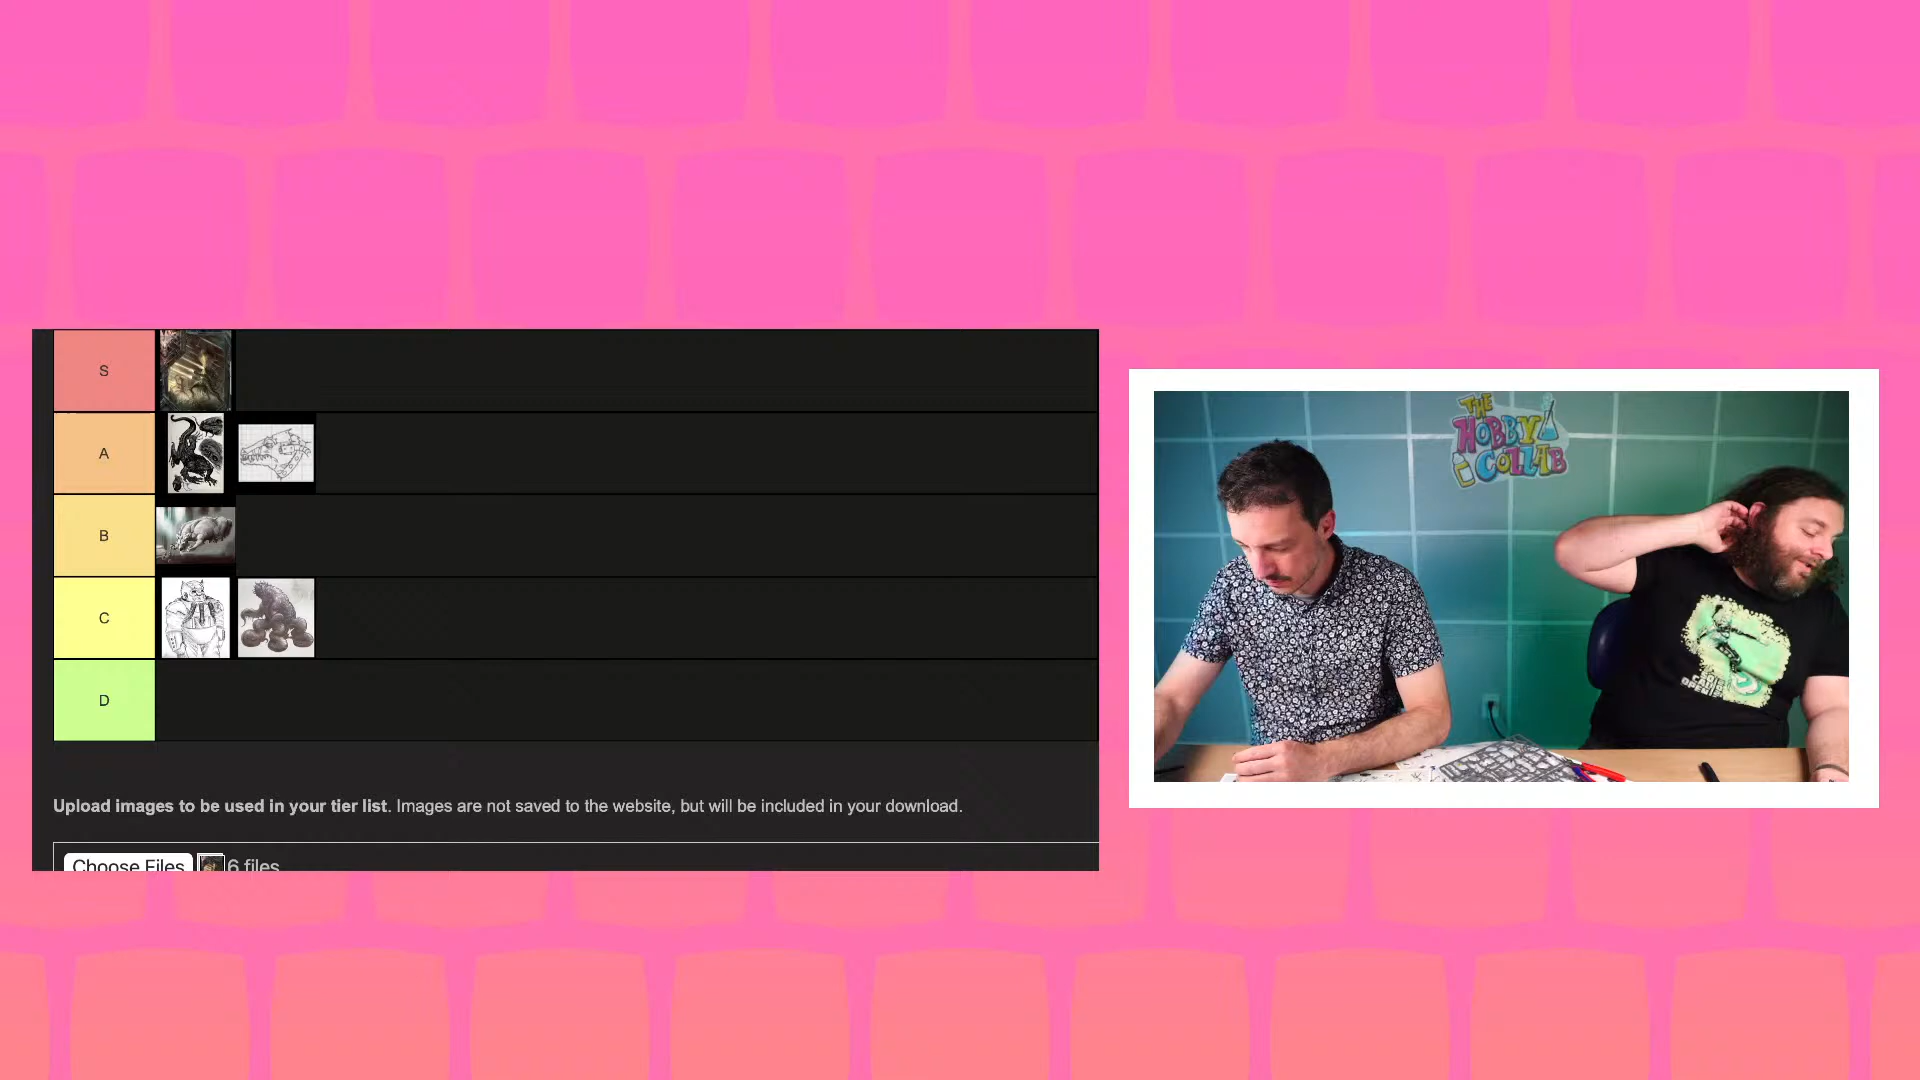 S
A
B
C
D
Upload images to be used in your tier list. Images are not saved to the website, but will be included in your download.
Choose Files 6 files
THE
HOBBY
COLLAB